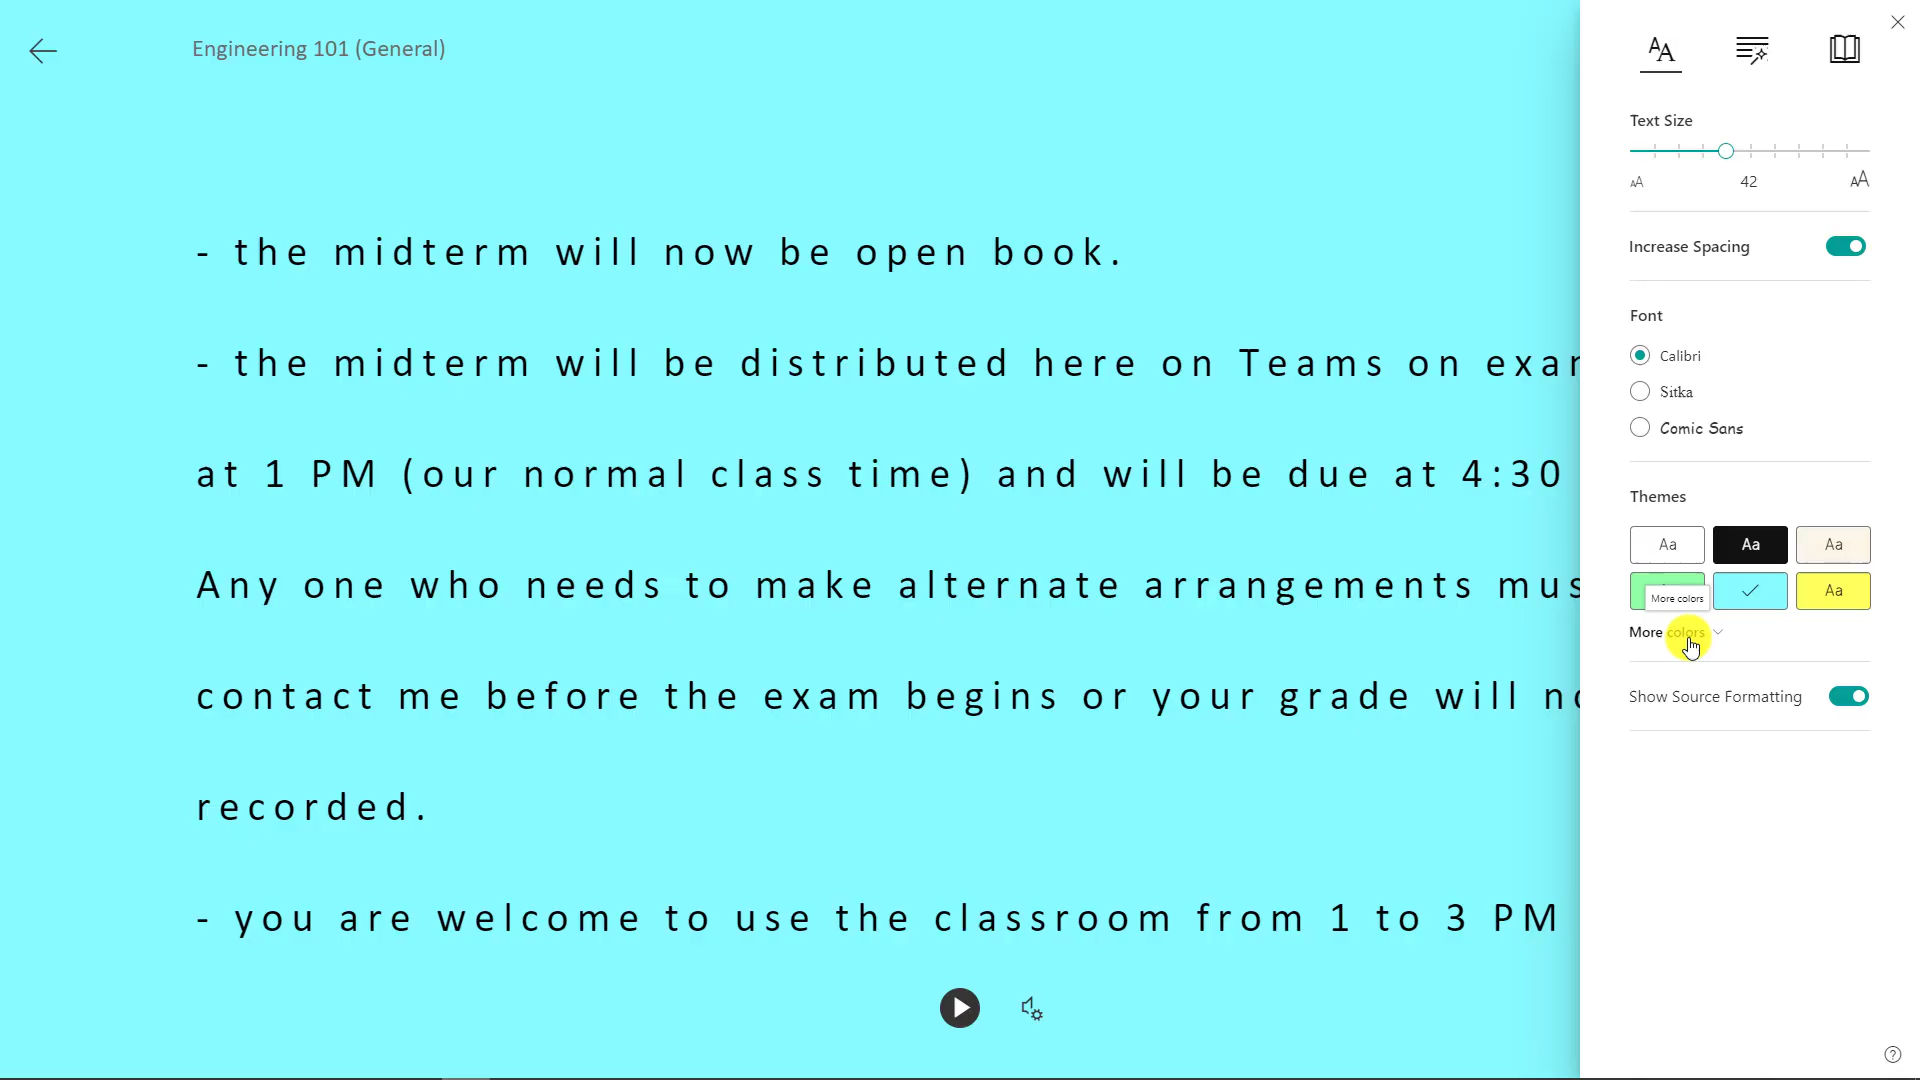 Engineering 101 (General)
- the midterm will now be open book.
- the midterm will be distributed here on Teams on
at 1 PM (our normal class time) and will be due at 4:30
Any one who needs to make alternate arrangements
contact me before the exam begins or your grade will
recorded.
- you are welcome to use the classroom from 1 to 3 PM
Text Size
AA
42
AA
Increase Spacing
Font
Calibri
Sitka
Comic Sans
Themes
Aa Aa Aa
More colors
Aa
More colors
Show Source Formatting